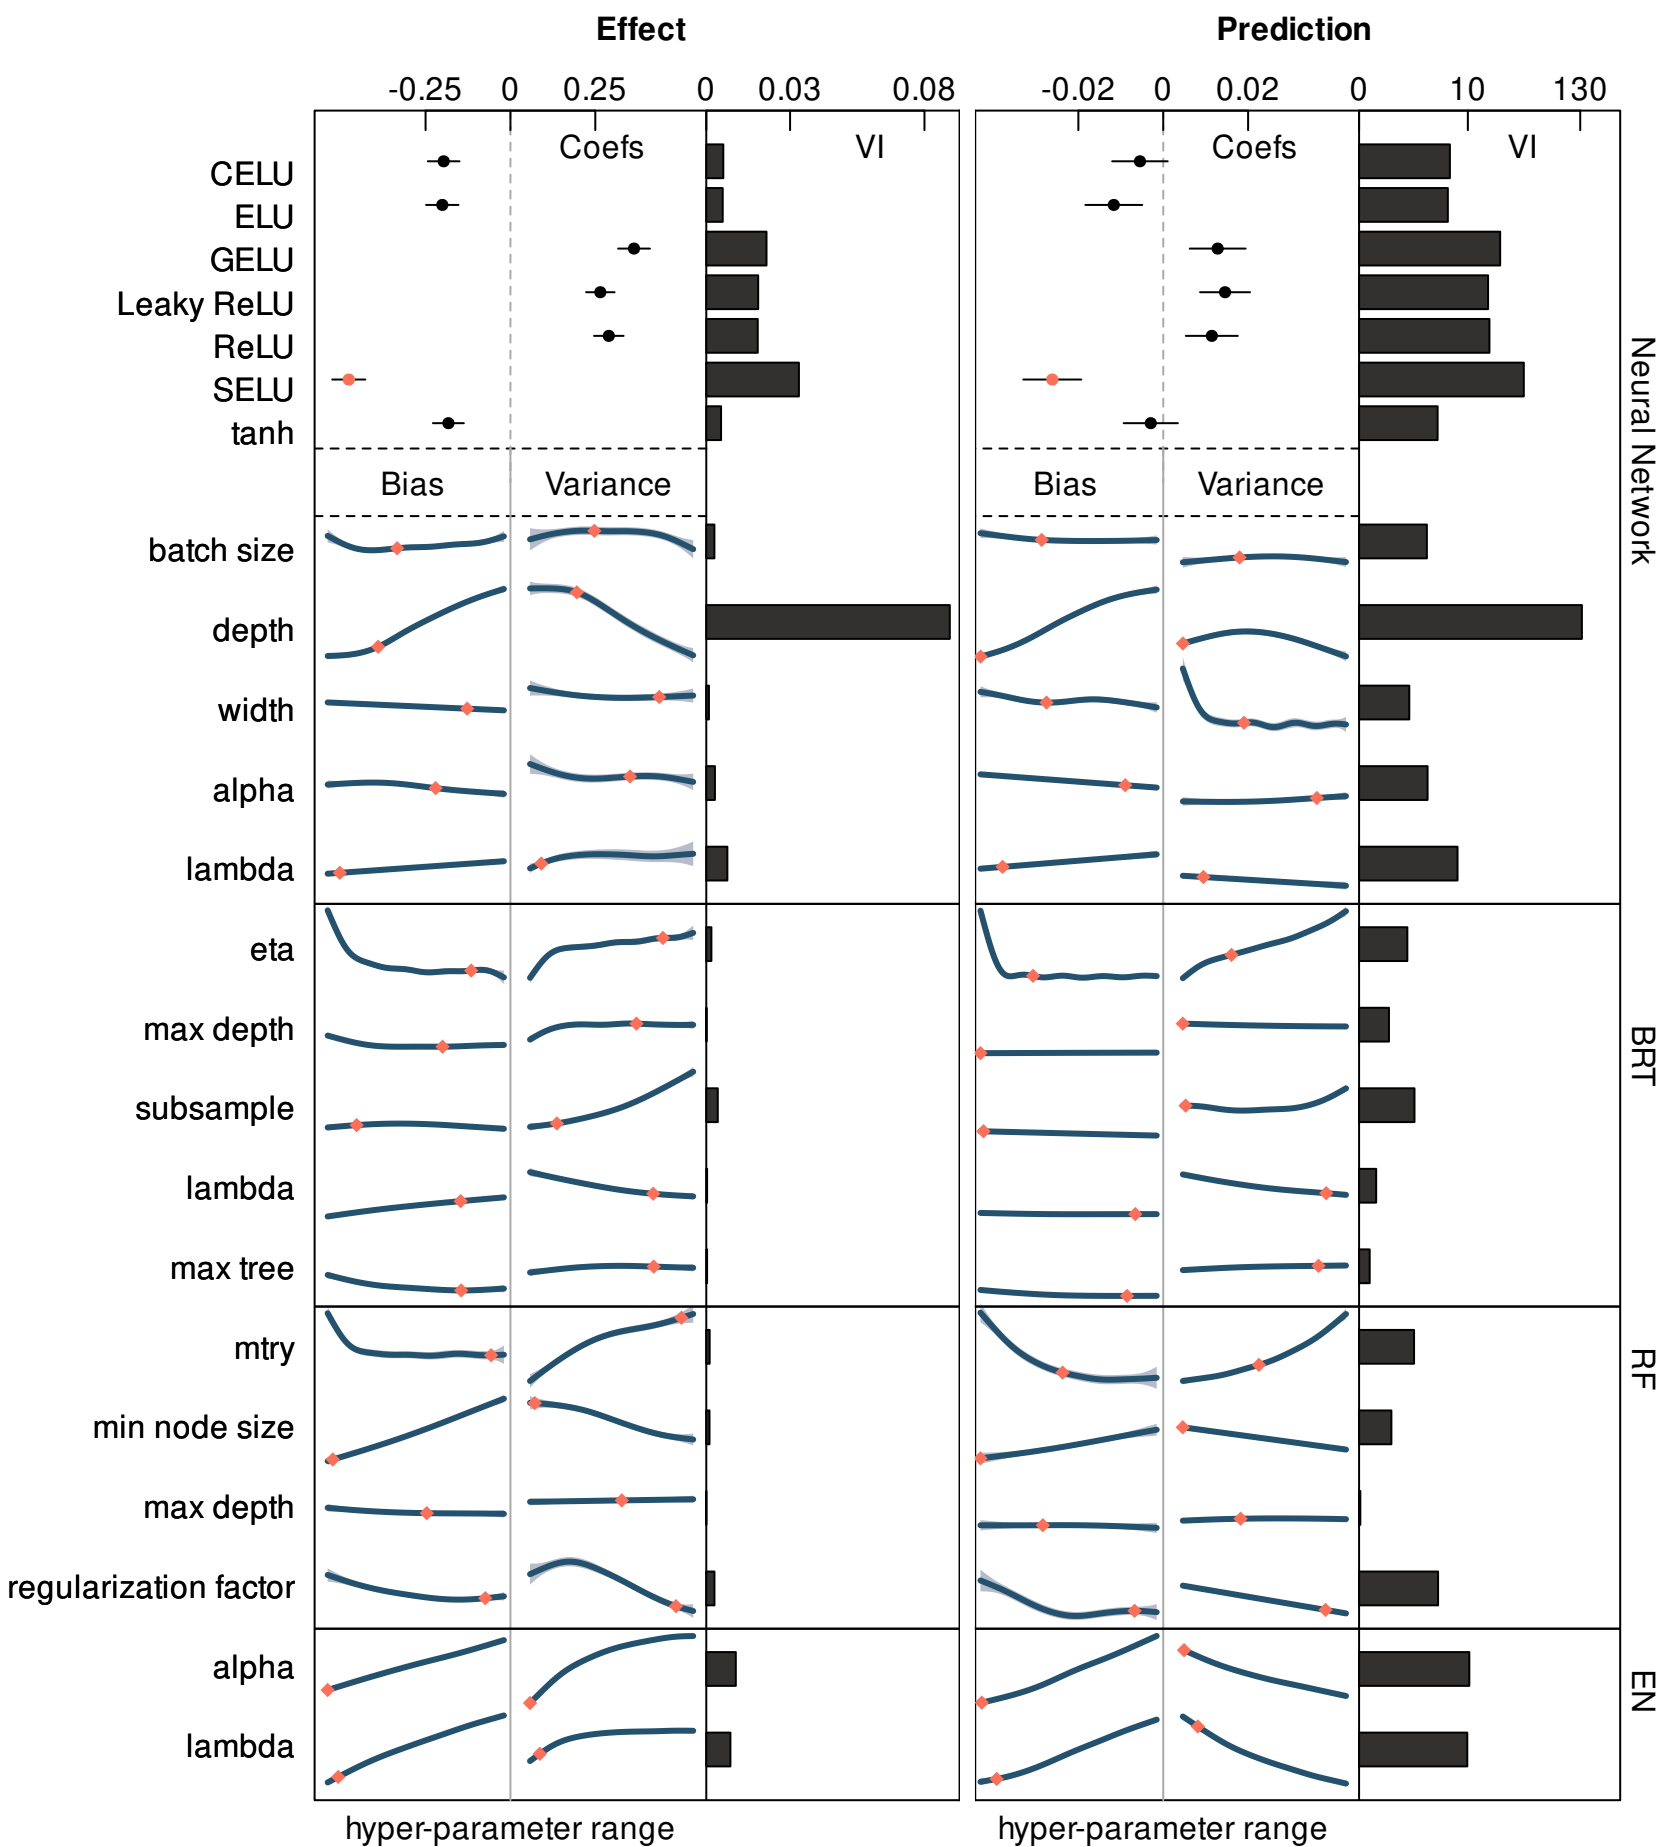 Effect Prediction
-0.25 0 0.25 0 0.03 0.08 -0.02 0 0.02 0 10 130
Coefs VI Coefs VI
CELU
ELU
GELU
Leaky ReLU
ReLU
SELU
tanh
Neural Network
Bias Variance Bias Variance
batch size
depth
width
alpha
lambda
eta
max depth
BRT
subsample
lambda
max tree
mtry
RF
min node size
max depth
regularization factor
alpha
EN
lambda
hyper-parameter range hyper-parameter range